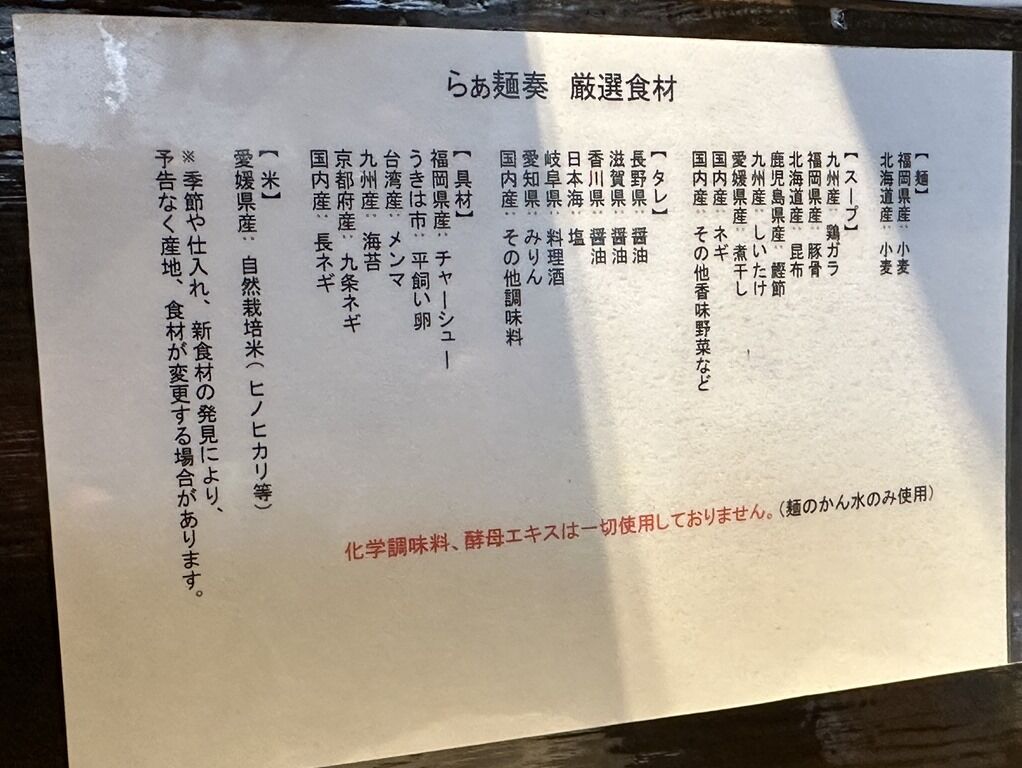 らぁ麺奏　厳選食材
【麺】
福岡県産：小麦
北海道産：小麦
【スープ】
九州産：鶏ガラ
福岡県産：豚骨
北海道産：昆布
鹿児島県産：鰹節
九州産：しいたけ
愛媛県産：煮干し
国内産：ネギ
国内産：その他香味野菜など
【タレ】
長野県：醤油
滋賀県：醤油
香川県：醤油
日本海：塩
岐阜県：料理酒
愛知県：みりん
国内産：その他調味料
【具材】
福岡県産：チャーシュー
うきは市：平飼い卵
台湾産：メンマ
九州産：海苔
京都府産：九条ネギ
国内産：長ネギ
【米】
愛媛県産：自然栽培米（ヒノヒカリ等）
※季節や仕入れ、新食材の発見により、
予告なく産地、食材が変更する場合があります。
化学調味料、酵母エキスは一切使用しておりません。（麺のかん水のみ使用）